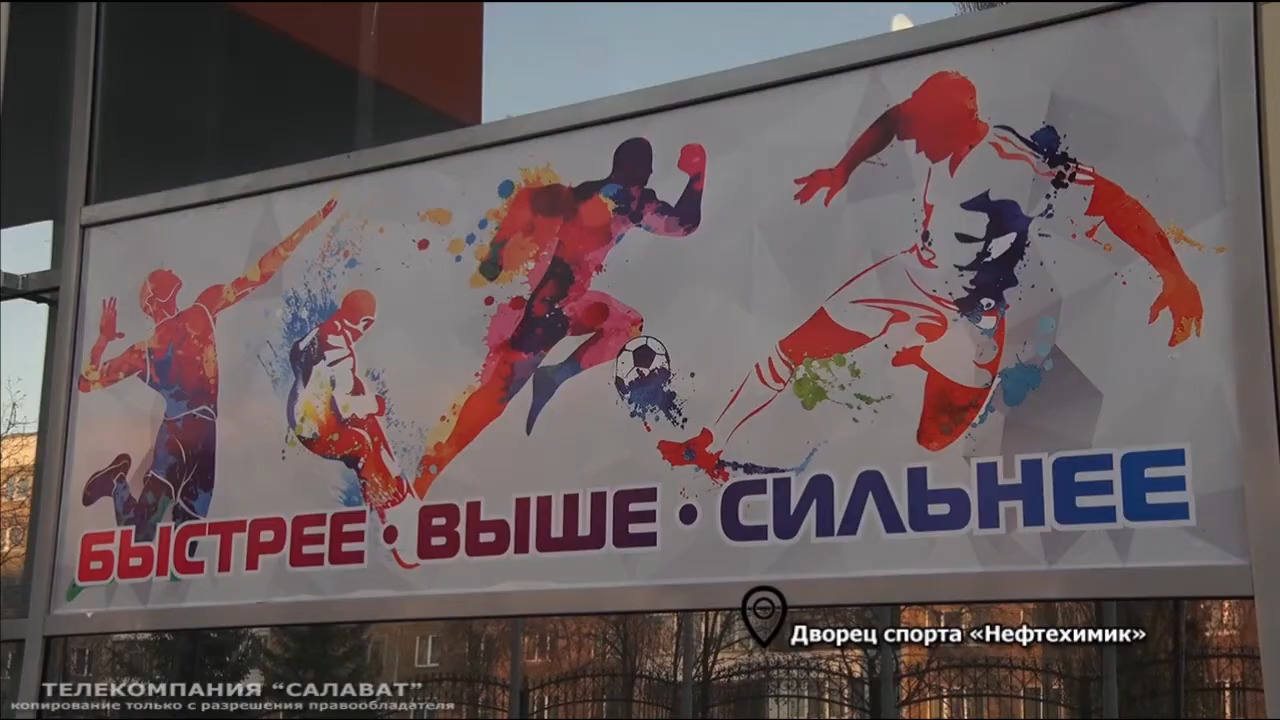 БЫСТРЕЕ • ВЫШЕ • СИЛЬНЕЕ
Дворец спорта «Нефтехимик»
ТЕЛЕКОМПАНИЯ “САЛАВАТ”
копирование только с разрешения правообладателя